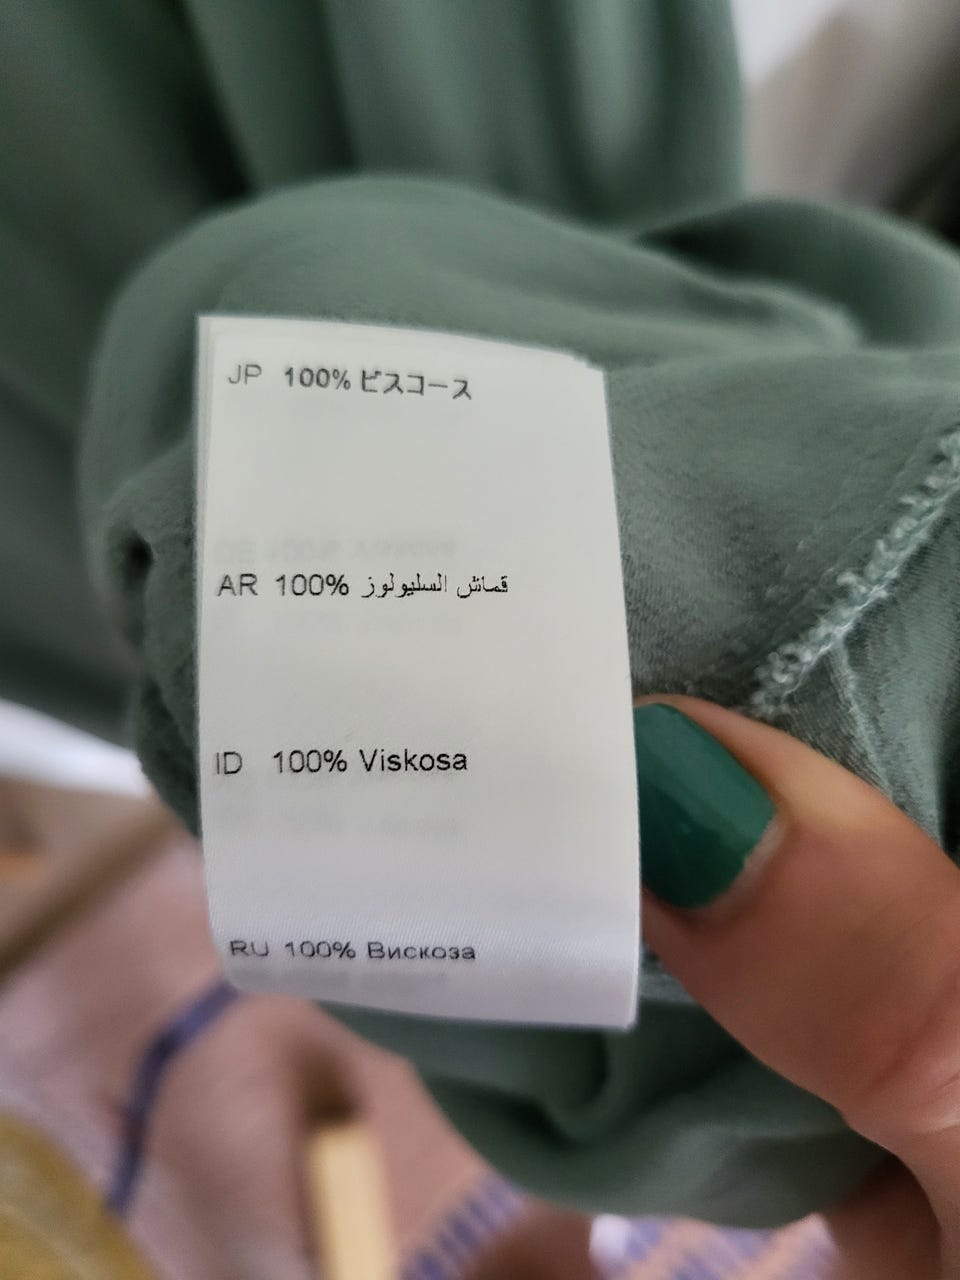 JP 100% ビスコース
AR 100% قماش السليولوز
ID 100% Viskosa
RU 100% Вискоза